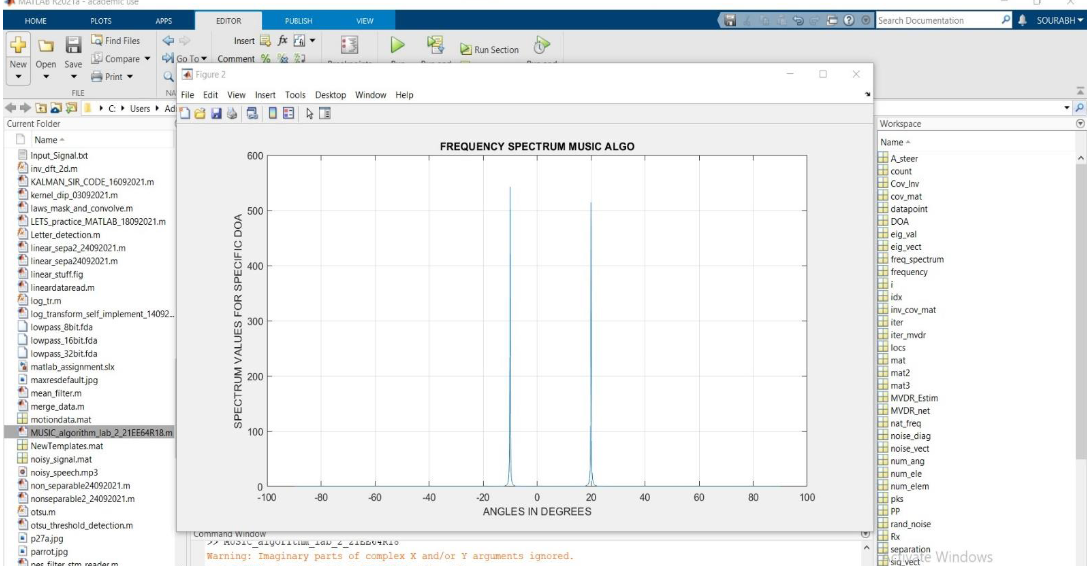 MATLAB R2021a - academic use
HOME PLOTS APPS EDITOR PUBLISH VIEW
Search Documentation
SOURABH
New Open Save
Find Files
Compare
Print
Go To
Insert
fx
Comment
Run Section
FILE
C: Users
Current Folder
Name
Input_Signal.txt
inv_dft_2d.m
KALMAN_SIR_CODE_16092021.m
kernel_dip_03092021.m
laws_mask_and_convolve.m
LETS_practice_MATLAB_18092021.m
Letter_detection.m
linear_sepa2_24092021.m
linear_sepa24092021.m
linear_stuff.fig
lineardataread.m
log_tr.m
log_transform_self_implement_14092...
lowpass_8bit.fda
lowpass_16bit.fda
lowpass_32bit.fda
matlab_assignment.slx
maxresdefault.jpg
mean_filter.m
merge_data.m
motiondata.mat
MUSIC_algorithm_lab_2_21EE64R18.m
NewTemplates.mat
noisy_signal.mat
noisy_speech.mp3
non_separable24092021.m
nonseparable2_24092021.m
otsu.m
otsu_threshold_detection.m
p27a.jpg
parrot.jpg
pes_filter_stm_reader.m
Figure 2
File Edit View Insert Tools Desktop Window Help
FREQUENCY SPECTRUM MUSIC ALGO
SPECTRUM VALUES FOR SPECIFIC DOA
600
500
400
300
200
100
0
-100 -80 -60 -40 -20 0 20 40 60 80 100
ANGLES IN DEGREES
Command Window
>> MUSIC_algorithm_lab_2_21EE64R18
Warning: Imaginary parts of complex X and/or Y arguments ignored.
Workspace
Name
A_steer
count
Cov_Inv
cov_mat
datapoint
DOA
eig_val
eig_vect
freq_spectrum
frequency
i
idx
inv_cov_mat
iter
iter_mvdr
locs
mat
mat2
mat3
MVDR_Estim
MVDR_net
nat_freq
noise_diag
noise_vect
num_ang
num_ele
num_elem
pks
PP
rand_noise
Rx
separation
sig_vect
Activate Windows